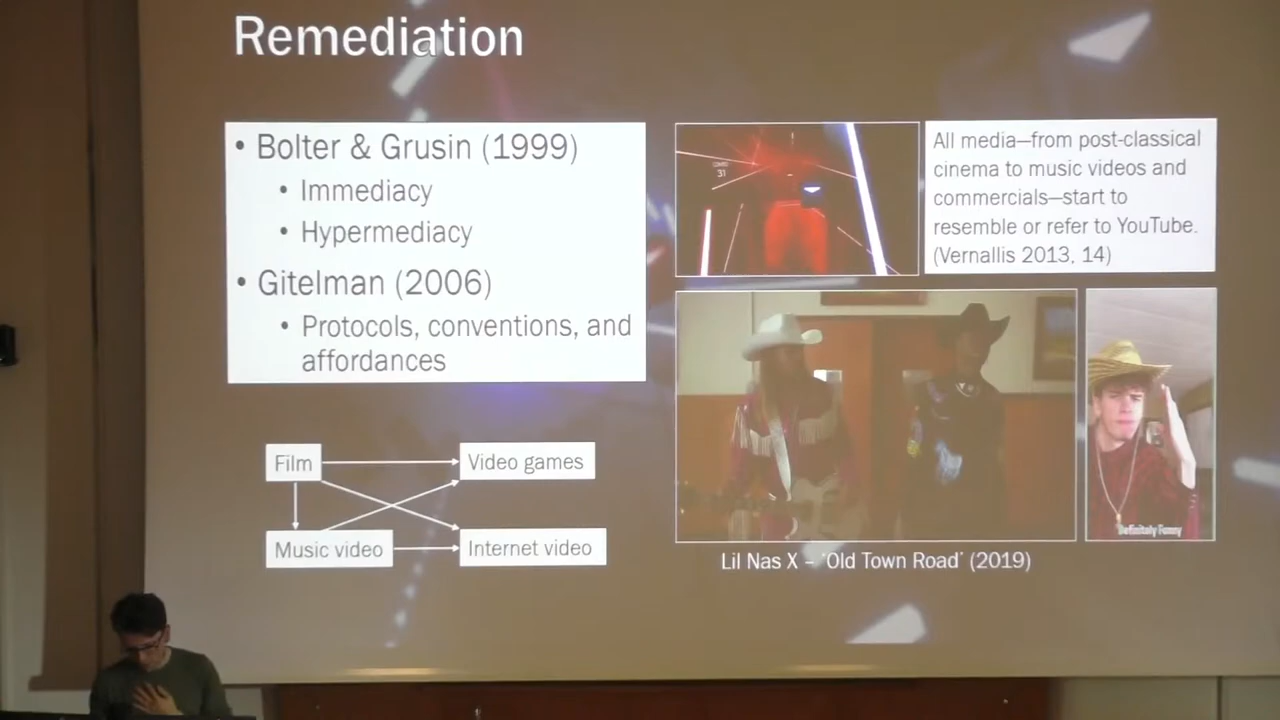 Remediation
• Bolter & Grusin (1999)
• Immediacy
• Hypermediacy
• Gitelman (2006)
• Protocols, conventions, and
affordances
Film
Video games
Music video
Internet video
COMBO
31
All media—from post-classical
cinema to music videos and
commercials—start to
resemble or refer to YouTube.
(Vernallis 2013, 14)
Definitely Funny
Lil Nas X – ‘Old Town Road’ (2019)